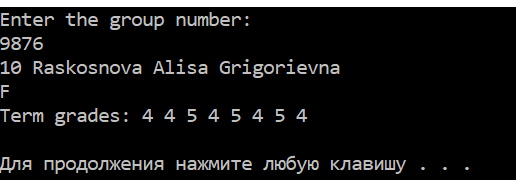 Enter the group number:
9876
10 Raskosnova Alisa Grigorievna
F
Term grades: 4 4 5 4 5 4 5 4
Для продолжения нажмите любую клавишу . . .